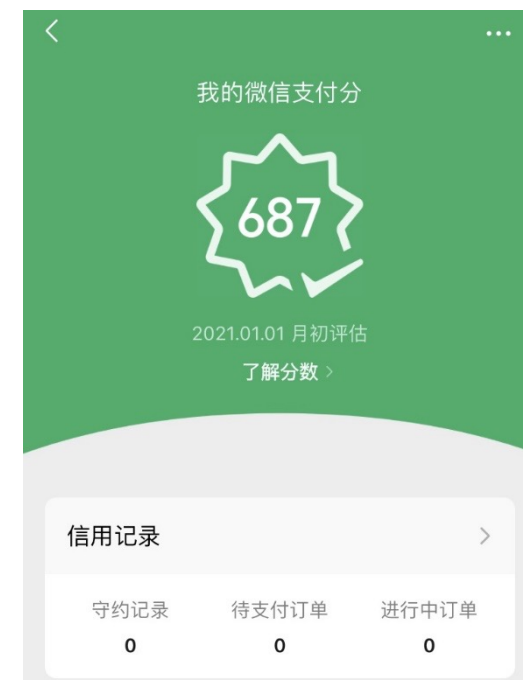 我的微信支付分
687
2021.01.01 月初评估
了解分数
信用记录
守约记录 待支付订单 进行中订单
0 0 0